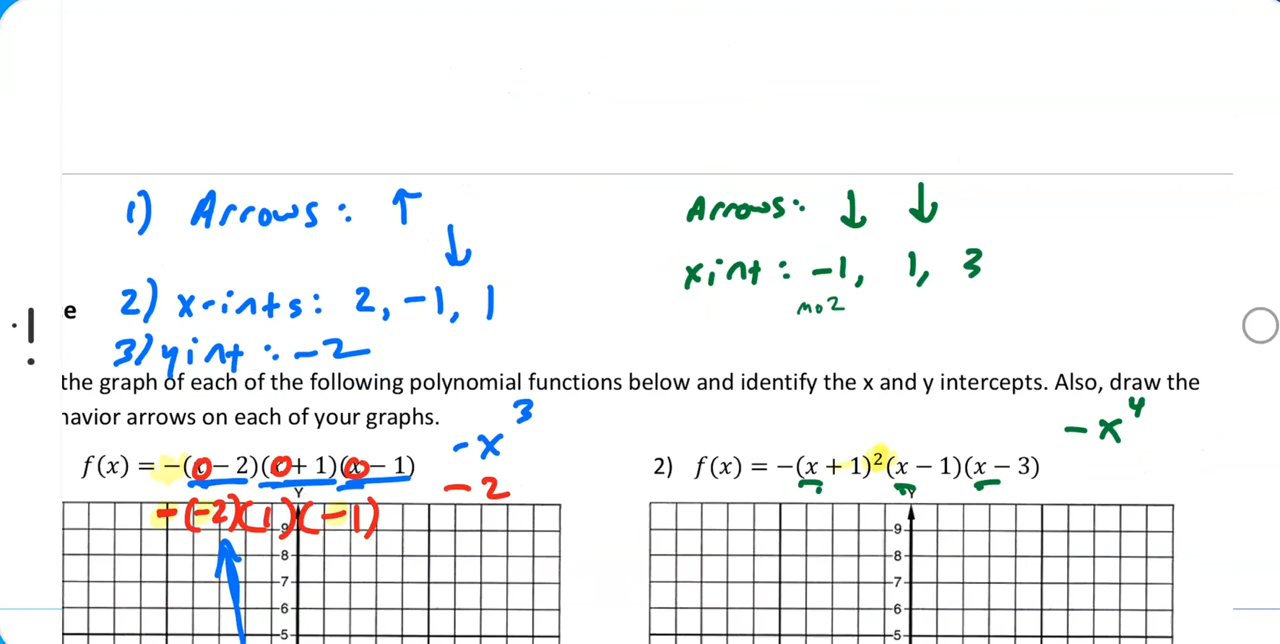 1) Arrows: ↑ ↓
2) x-ints: 2, -1, 1
3) yint: -2
Arrows: ↓ ↓
xint: -1, 1, 3
mo2
e
the graph of each of the following polynomial functions below and identify the x and y intercepts. Also, draw the
havior arrows on each of your graphs.
-x³
-x⁴
f(x) = -(0 - 2)(0 + 1)(0 - 1)
-2
-(-2)(1)(-1)
2) f(x) = -(x + 1)²(x - 1)(x - 3)
Y
9
8
7
6
5
Y
9
8
7
6
5